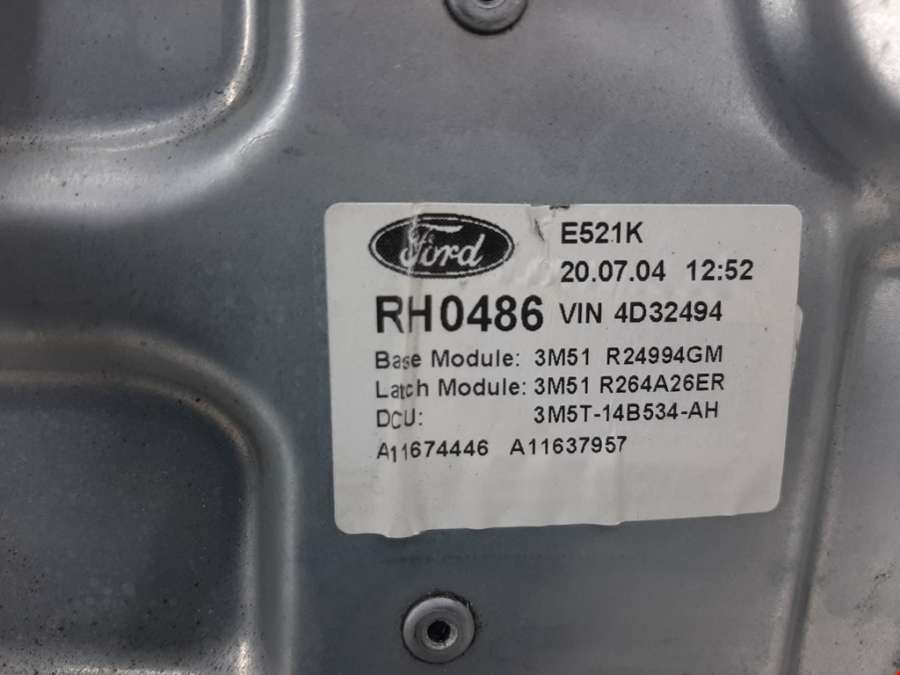 Ford
E521K
20.07.04 12:52
RH0486 VIN 4D32494
Base Module: 3M51 R24994GM
Latch Module: 3M51 R264A26ER
DCU: 3M5T-14B534-AH
A11674446 A11637957